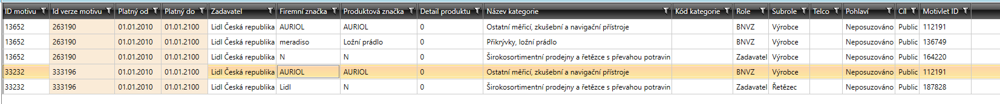 ID motivu Id verze motivu Platný od Platný do Zadavatel Firemní značka Produktová značka Detail produktu Název kategorie Kód kategorie Role Subrole Telco Pohlaví Cíl Motivlet ID
13652 263190 01.01.2010 01.01.2100 Lidl Česká republika AURIOL AURIOL 0 Ostatní měřicí, zkušební a navigační přístroje BNVZ Výrobce Neposuzováno Public 112191
13652 263190 01.01.2010 01.01.2100 Lidl Česká republika meradiso Ložní prádlo 0 Přikrývky, ložní prádlo BNVZ Výrobce Neposuzováno Public 136749
13652 263190 01.01.2010 01.01.2100 Lidl Česká republika N N 0 Širokosortimentní prodejny a řetězce s převahou potravin Zadavatel Výrobce Neposuzováno Public 164220
33232 333196 01.01.2010 01.01.2100 Lidl Česká republika AURIOL AURIOL 0 Ostatní měřicí, zkušební a navigační přístroje BNVZ Výrobce Neposuzováno Public 112191
33232 333196 01.01.2010 01.01.2100 Lidl Česká republika Lidl N 0 Širokosortimentní prodejny a řetězce s převahou potravin Zadavatel Řetězec Neposuzováno Public 187828